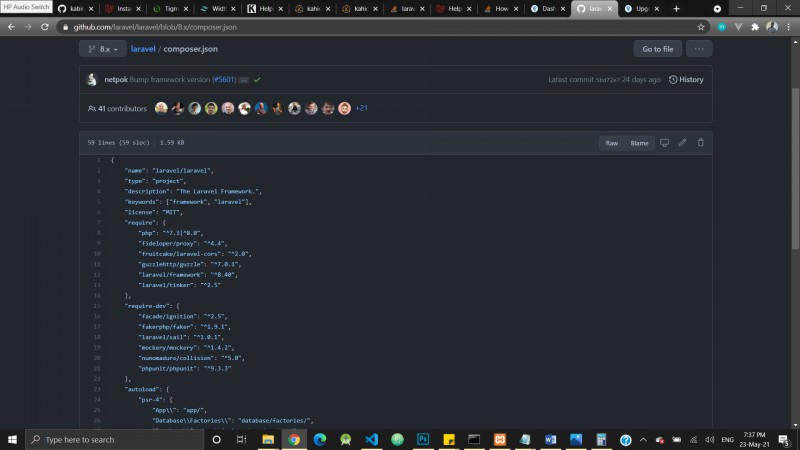 HP Audio Switch
kahi
Insta
Tigm
Widt
Help
kahi
kahi
larav
Help
How
Dash
larav
Upgr
github.com/laravel/laravel/blob/8.x/composer.json
8.x
laravel / composer.json
Go to file
...
netpok Bump framework version (#5601) ...
Latest commit
24 days ago
History
41 contributors
+21
59 lines (59 sloc) 1.59 KB
Raw
Blame
1 {
2 "name": "laravel/laravel",
3 "type": "project",
4 "description": "The Laravel Framework.",
5 "keywords": ["framework", "laravel"],
6 "license": "MIT",
7 "require": {
8 "php": "^7.3|^8.0",
9 "fideloper/proxy": "^4.4",
10 "fruitcake/laravel-cors": "^2.0",
11 "guzzlehttp/guzzle": "^7.0.1",
12 "laravel/framework": "^8.40",
13 "laravel/tinker": "^2.5"
14 },
15 "require-dev": {
16 "facade/ignition": "^2.5",
17 "fakerphp/faker": "^1.9.1",
18 "laravel/sail": "^1.0.1",
19 "mockery/mockery": "^1.4.2",
20 "nunomaduro/collision": "^5.0",
21 "phpunit/phpunit": "^9.3.3"
22 },
23 "autoload": {
24 "psr-4": {
25 "App\\": "app/",
26 "Database\\Factories\\": "database/factories/",
Type here to search
ENG
7:37 PM
23-May-21
5